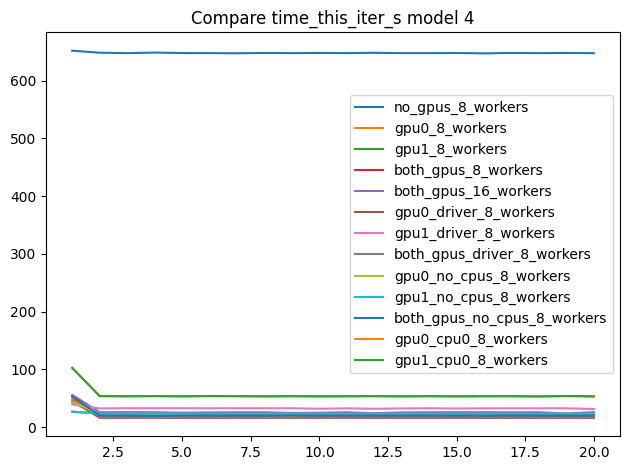 Compare time_this_iter_s model 4
600
500
400
300
200
100
0
no_gpus_8_workers
gpu0_8_workers
gpu1_8_workers
both_gpus_8_workers
both_gpus_16_workers
gpu0_driver_8_workers
gpu1_driver_8_workers
both_gpus_driver_8_workers
gpu0_no_cpus_8_workers
gpu1_no_cpus_8_workers
both_gpus_no_cpus_8_workers
gpu0_cpu0_8_workers
gpu1_cpu0_8_workers
2.5 5.0 7.5 10.0 12.5 15.0 17.5 20.0